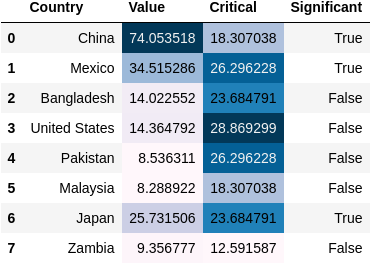 Country Value Critical Significant
0 China 74.053518 18.307038 True
1 Mexico 34.515286 26.296228 True
2 Bangladesh 14.022552 23.684791 False
3 United States 14.364792 28.869299 False
4 Pakistan 8.536311 26.296228 False
5 Malaysia 8.288922 18.307038 False
6 Japan 25.731506 23.684791 True
7 Zambia 9.356777 12.591587 False